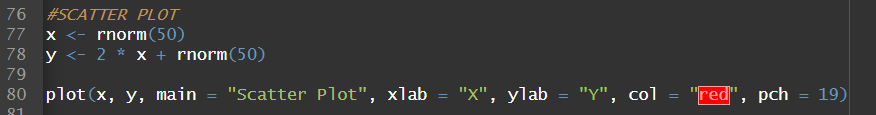 76 #SCATTER PLOT
77 x <- rnorm(50)
78 y <- 2 * x + rnorm(50)
79
80 plot(x, y, main = "Scatter Plot", xlab = "X", ylab = "Y", col = "red", pch = 19)
81